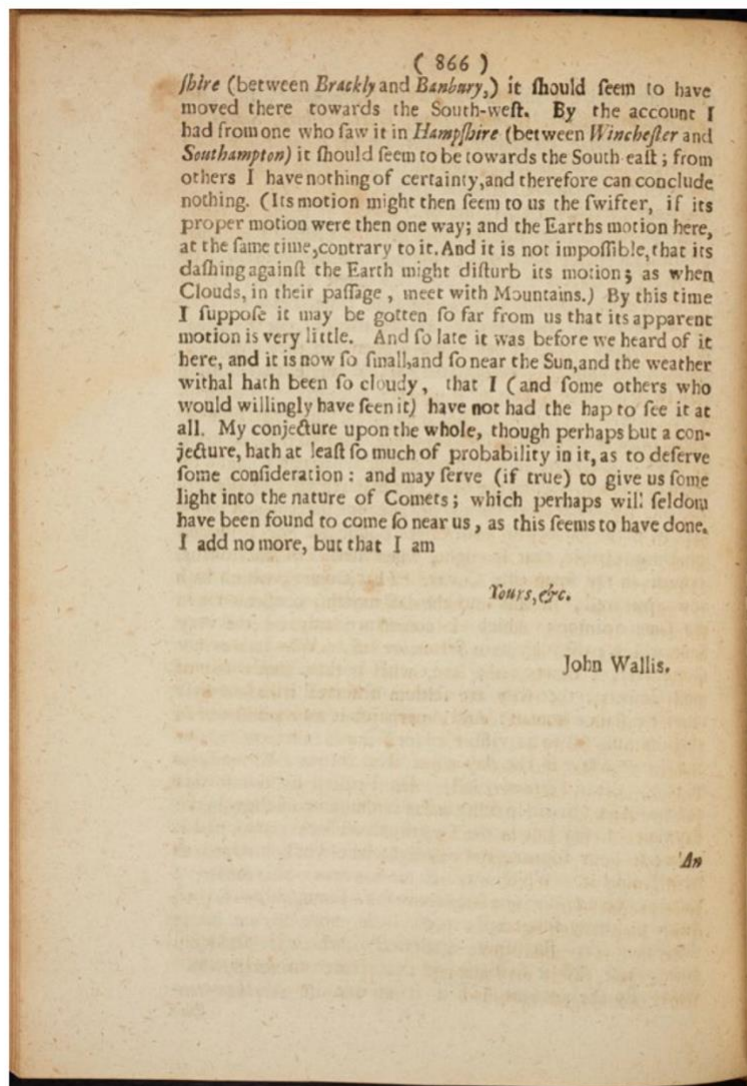 ( 866 )
ſhire (between Brackly and Banbury,) it ſhould ſeem to have
moved there towards the South-weſt. By the account I
had from one who ſaw it in Hampſhire (between Wincheſter and
Southampton) it ſhould ſeem to be towards the South eaſt; from
others I have nothing of certainty, and therefore can conclude
nothing. (Its motion might then ſeem to us the ſwifter, if its
proper motion were then one way; and the Earths motion here,
at the ſame time, contrary to it. And it is not impoſſible, that its
daſhing againſt the Earth might diſturb its motion; as when
Clouds, in their paſſage, meet with Mountains.) By this time
I ſuppoſe it may be gotten ſo far from us that its apparent
motion is very little. And ſo late it was before we heard of it
here, and it is now ſo ſmall, and ſo near the Sun, and the weather
withal hath been ſo cloudy, that I (and ſome others who
would willingly have ſeen it) have not had the hap to ſee it at
all. My conjecture upon the whole, though perhaps but a con-
jecture, hath at leaſt ſo much of probability in it, as to deſerve
ſome conſideration: and may ſerve (if true) to give us ſome
light into the nature of Comets; which perhaps will ſeldom
have been found to come ſo near us, as this ſeems to have done.
I add no more, but that I am
Yours, &c.
John Wallis.
An